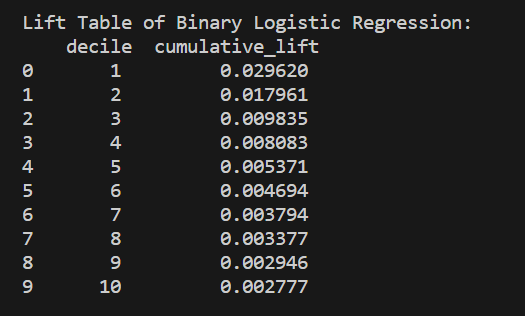 Lift Table of Binary Logistic Regression:
decile cumulative_lift
0 1 0.029620
1 2 0.017961
2 3 0.009835
3 4 0.008083
4 5 0.005371
5 6 0.004694
6 7 0.003794
7 8 0.003377
8 9 0.002946
9 10 0.002777